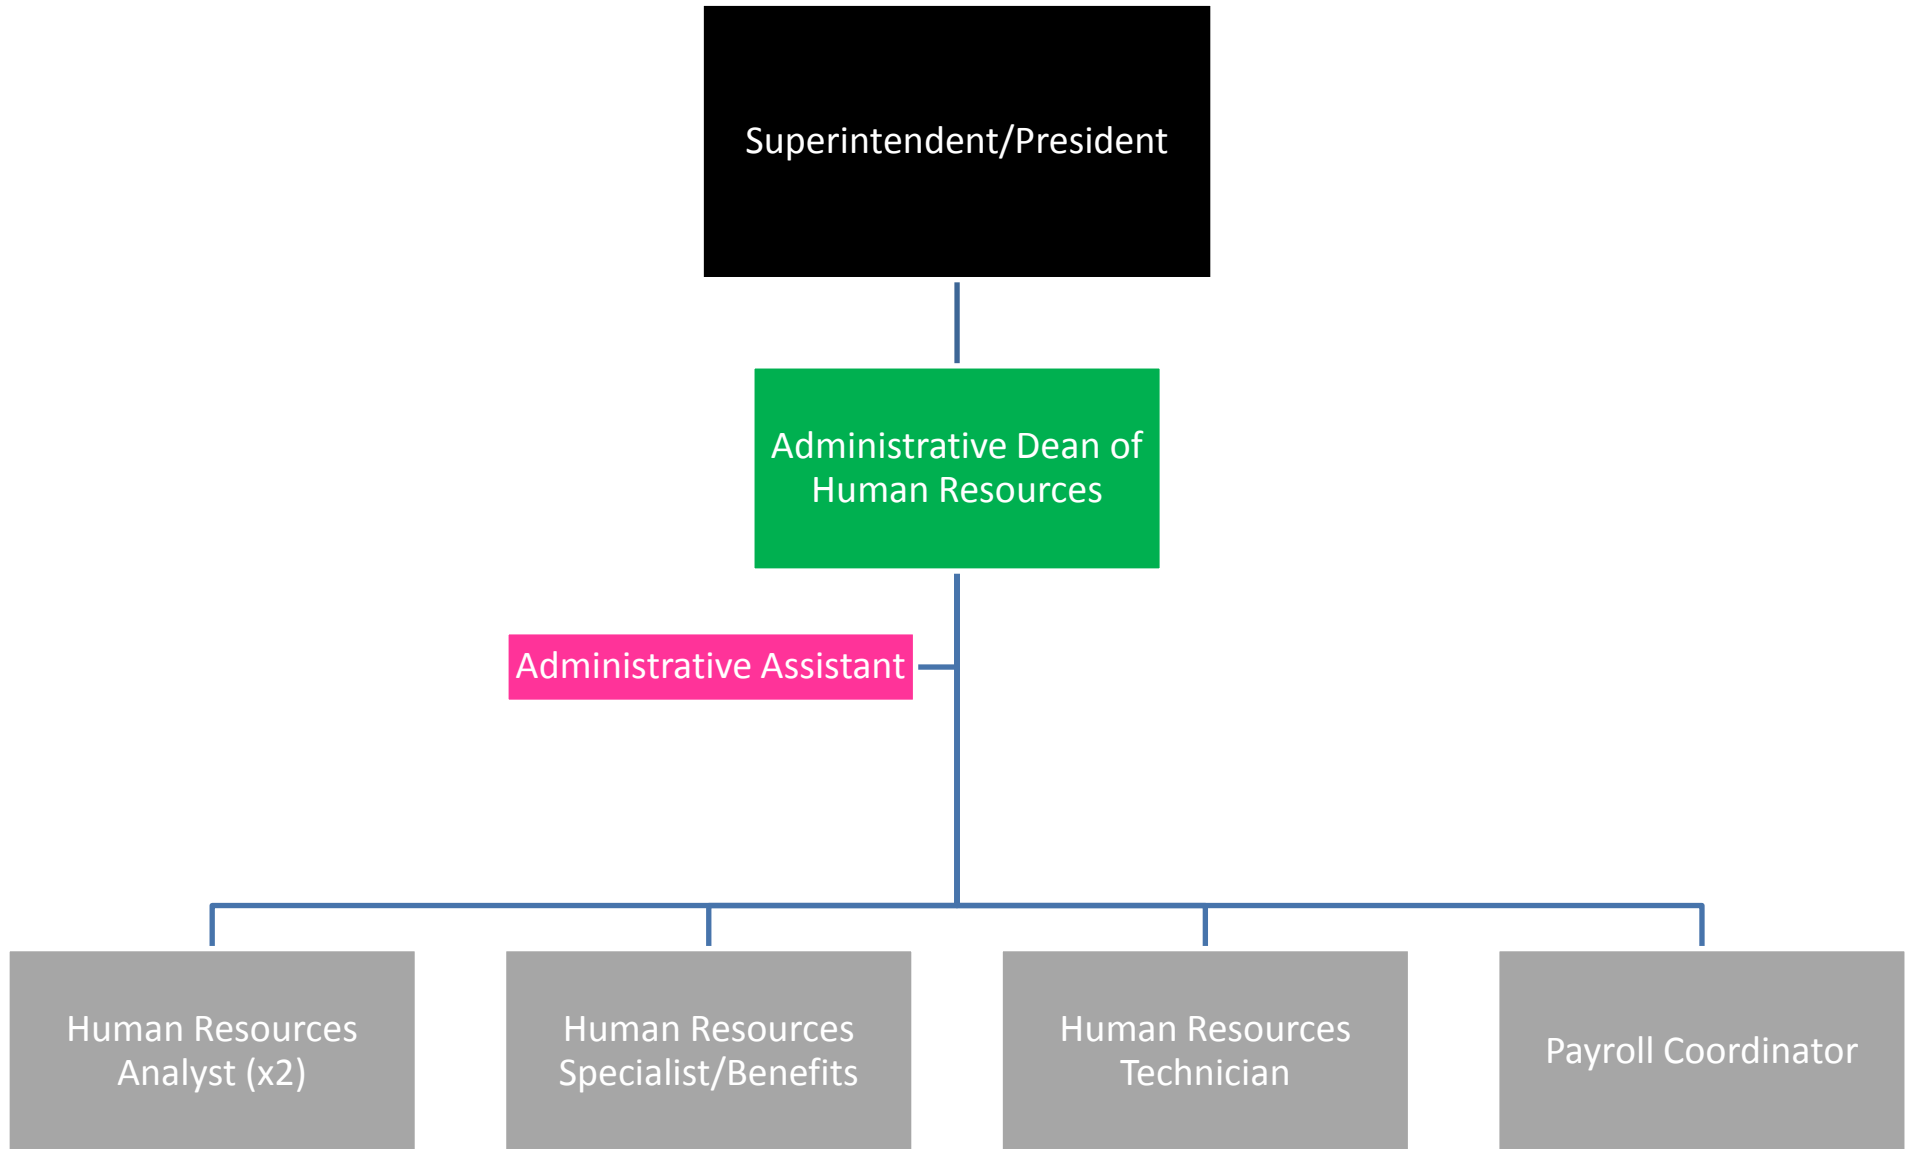 Superintendent/President
Administrative Dean of
Human Resources
Administrative Assistant
Human Resources
Analyst (x2)
Human Resources
Specialist/Benefits
Human Resources
Technician
Payroll Coordinator